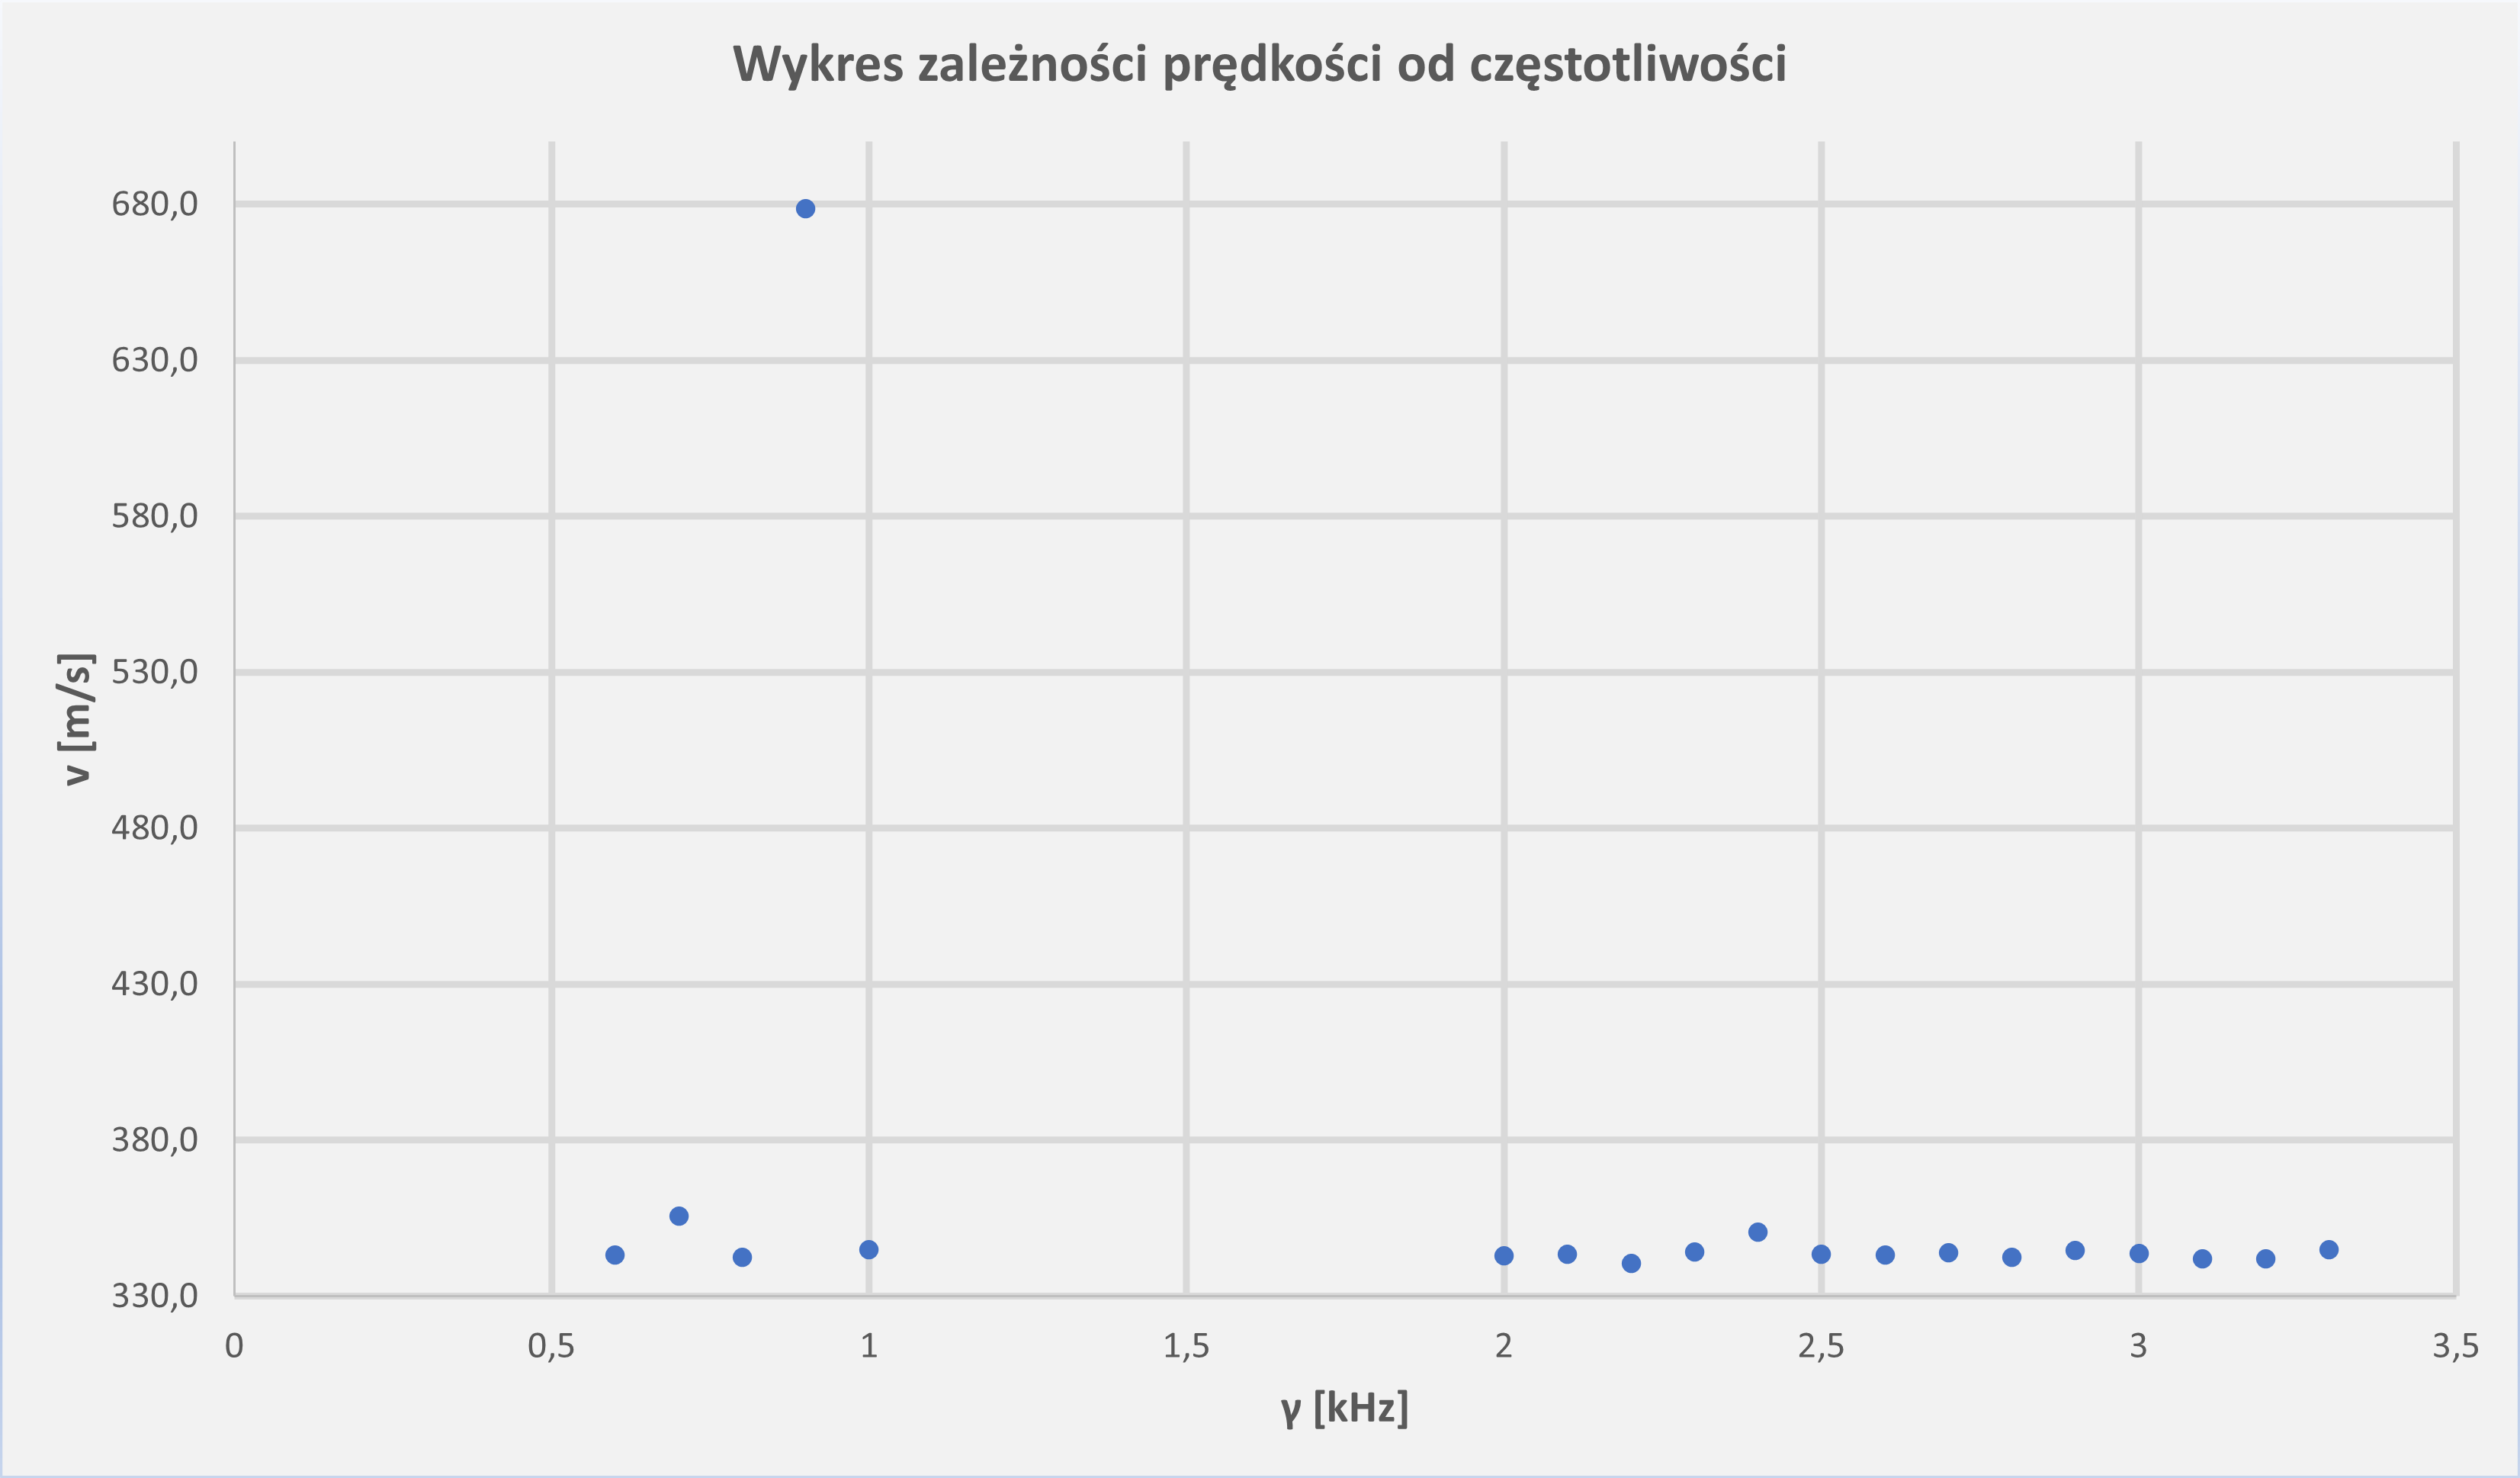 Wykres zależności prędkości od częstotliwości
680,0
630,0
580,0
530,0
480,0
430,0
380,0
330,0
v [m/s]
0 0,5 1 1,5 2 2,5 3 3,5
γ [kHz]